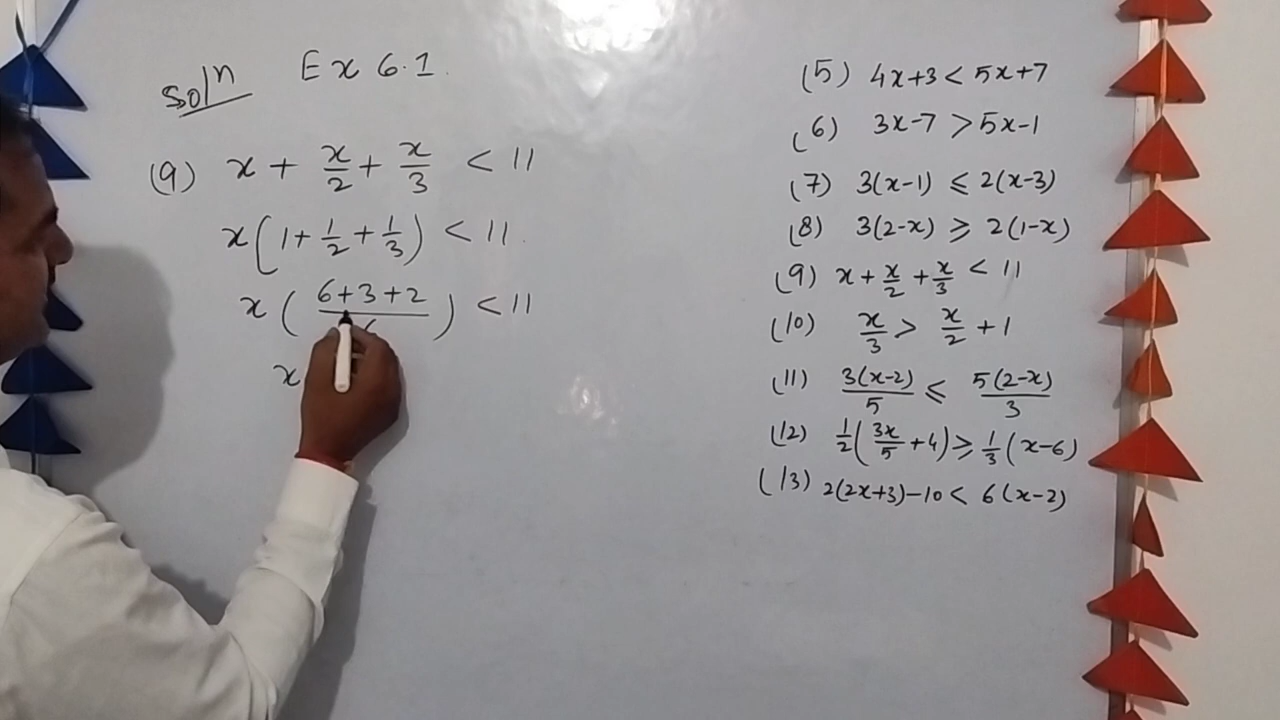 Soln Ex 6.1.
(9) x + x/2 + x/3 < 11
x(1+1/2+1/3) < 11.
x(6+3+2/6) < 11
x
(5) 4x+3 < 5x+7
(6) 3x-7 > 5x-1
(7) 3(x-1) ≤ 2(x-3)
(8) 3(2-x) ≥ 2(1-x)
(9) x + x/2 + x/3 < 11
(10) x/3 > x/2 + 1
(11) 3(x-2)/5 ≤ 5(2-x)/3
(12) 1/2(3x/5 + 4) ≥ 1/3(x-6)
(13) 2(2x+3)-10 < 6(x-2)